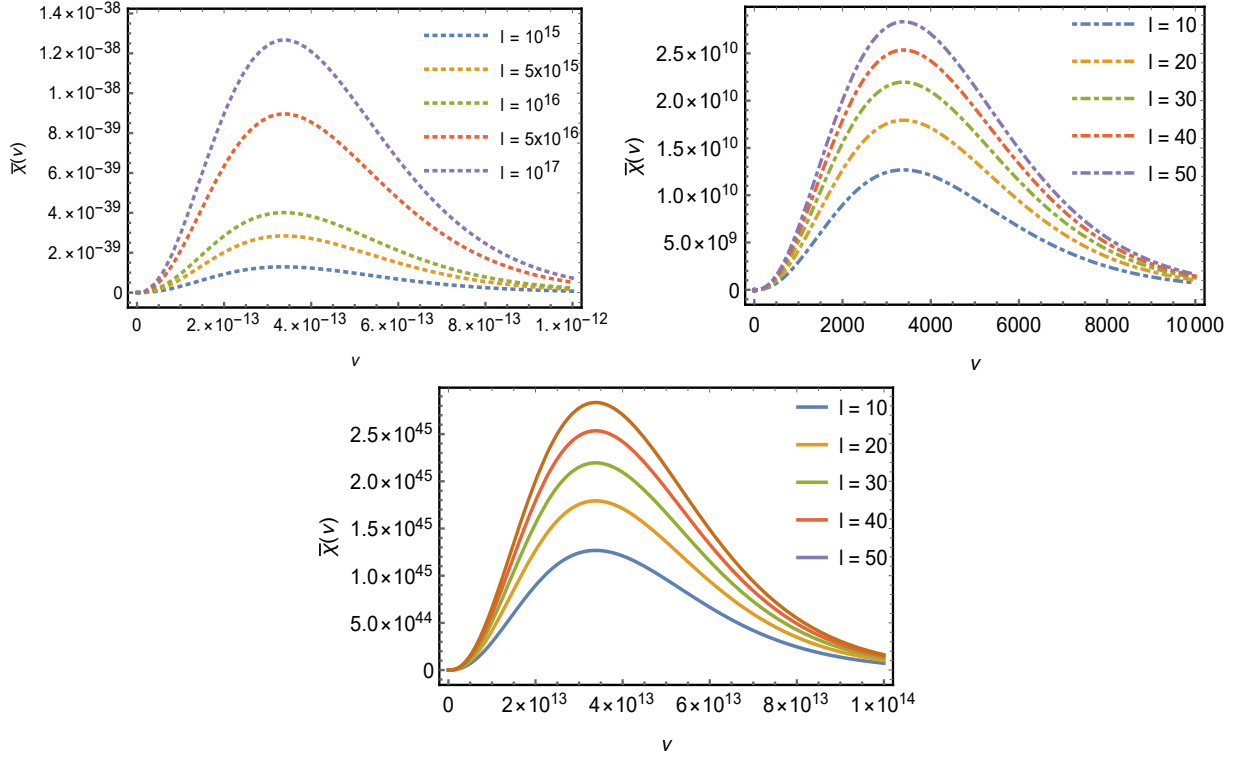 1.4×10⁻³⁸
1.2×10⁻³⁸
1.×10⁻³⁸
8.×10⁻³⁹
6.×10⁻³⁹
4.×10⁻³⁹
2.×10⁻³⁹
0
χ̅(v)
0 2.×10⁻¹³ 4.×10⁻¹³ 6.×10⁻¹³ 8.×10⁻¹³ 1.×10⁻¹²
v
l = 10¹⁵
l = 5x10¹⁵
l = 10¹⁶
l = 5x10¹⁶
l = 10¹⁷
2.5×10¹⁰
2.0×10¹⁰
1.5×10¹⁰
1.0×10¹⁰
5.0×10⁹
0
χ̅(v)
0 2000 4000 6000 8000 10000
v
l = 10
l = 20
l = 30
l = 40
l = 50
2.5×10⁴⁵
2.0×10⁴⁵
1.5×10⁴⁵
1.0×10⁴⁵
5.0×10⁴⁴
0
χ̅(v)
0 2×10¹³ 4×10¹³ 6×10¹³ 8×10¹³ 1×10¹⁴
v
l = 10
l = 20
l = 30
l = 40
l = 50